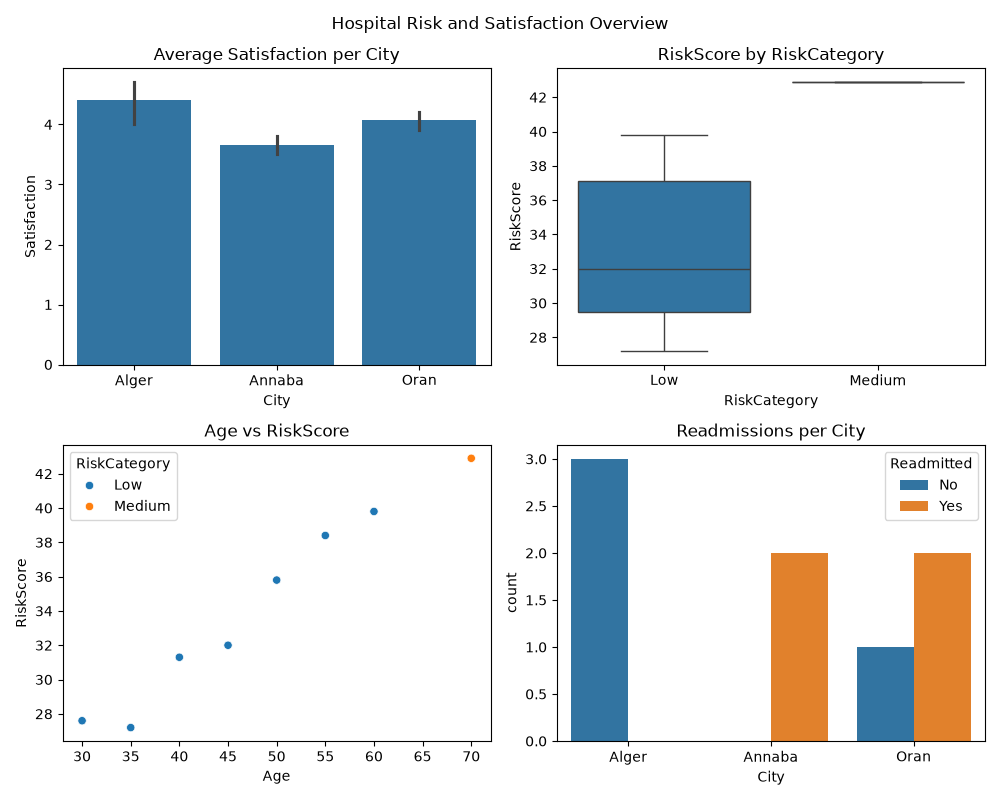 Hospital Risk and Satisfaction Overview
Average Satisfaction per City
4
3
2
1
0
Satisfaction
Alger Annaba Oran
City
RiskScore by RiskCategory
42
40
38
36
34
32
30
28
RiskScore
Low Medium
RiskCategory
Age vs RiskScore
RiskCategory
Low
Medium
42
40
38
36
34
32
30
28
RiskScore
30 35 40 45 50 55 60 65 70
Age
Readmissions per City
Readmitted
No
Yes
3.0
2.5
2.0
1.5
1.0
0.5
0.0
count
Alger Annaba Oran
City